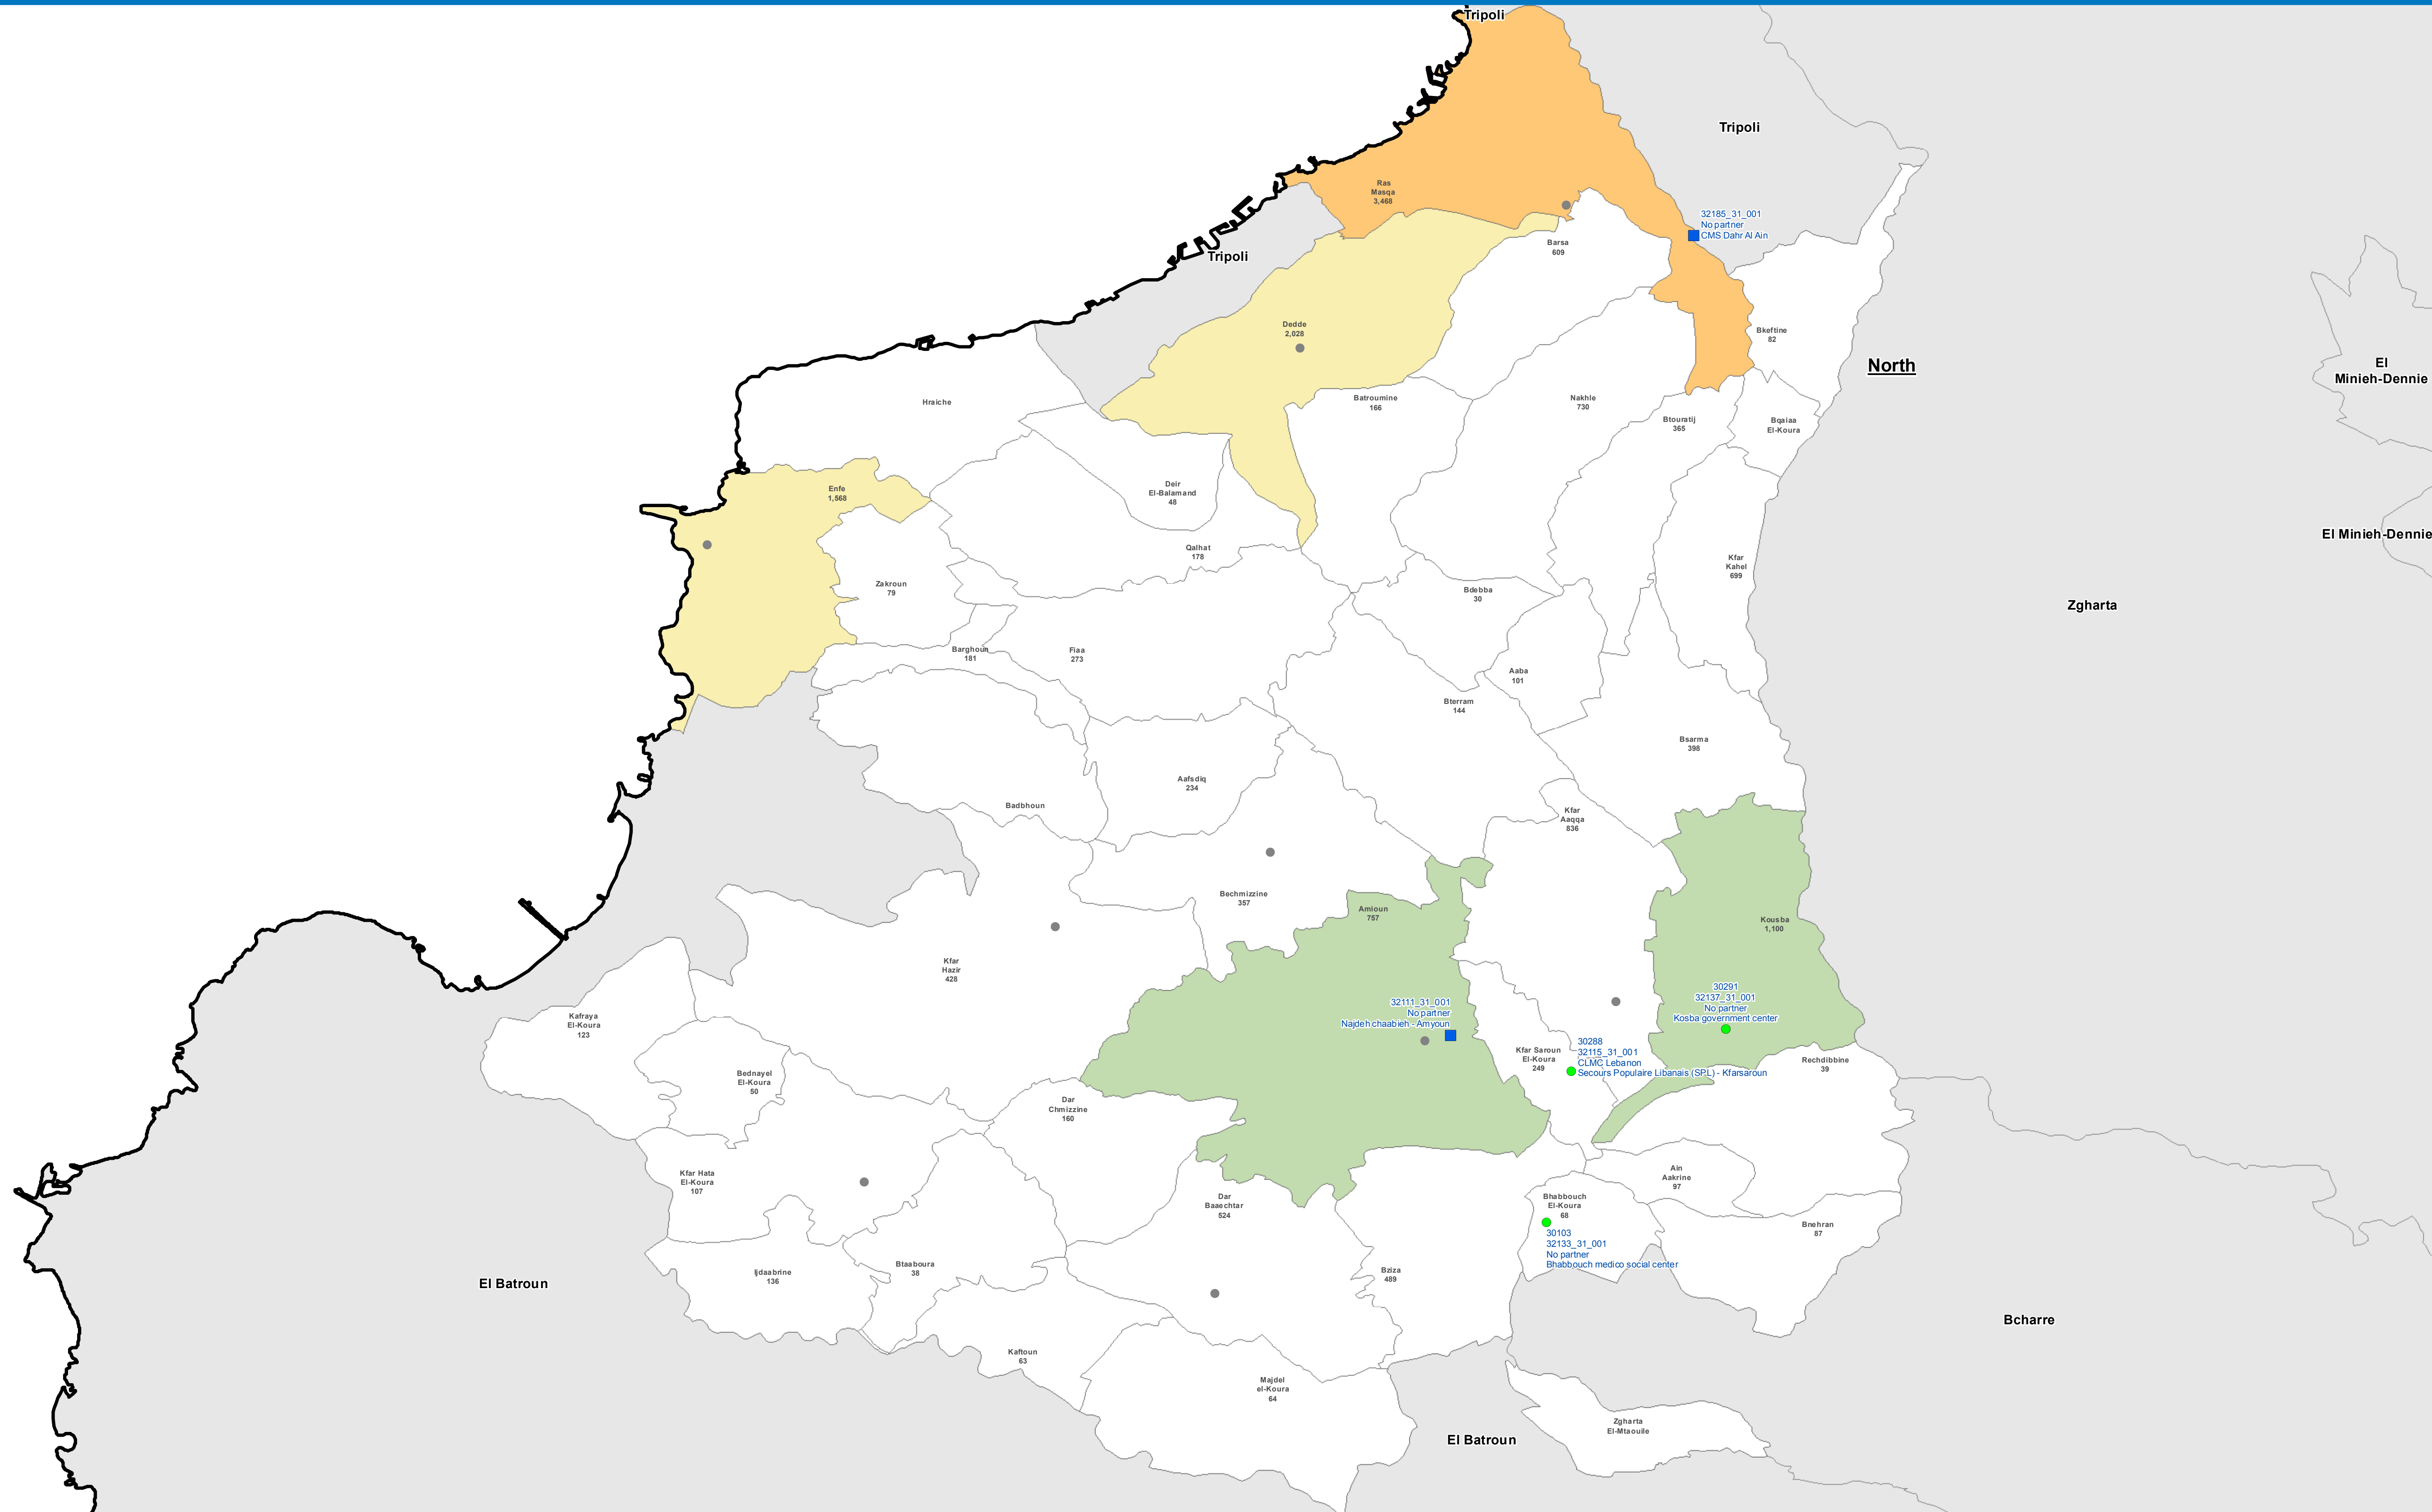 Tripoli
Tripoli
Ras
Masqa
3,468
32185_31_001
No partner
CMS Dahr Al Ain
Barsa
609
Tripoli
Dedde
2,028
Bkeftine
82
North
El
Minieh-Dennie
Hraiche
Batroumine
166
Nakhle
730
Btouratij
365
Bqaiaa
El-Koura
Enfe
1,568
Deir
El-Balamand
48
El Minieh-Dennie
Qalhat
178
Kfar
Kahel
699
Zakroun
79
Bdebba
30
Zgharta
Barghoun
181
Fiaa
273
Aaba
101
Bterram
144
Bsarma
398
Aafsdiq
234
Badbhoun
Kfar
Aaqqa
836
Bechmizzine
357
Amioun
757
Kousba
1,100
Kfar
Hazir
428
30291
32137_31_001
No partner
Kosba government center
32111_31_001
No partner
Najdeh chaabieh - Amyoun
Kafraya
El-Koura
123
Kfar Saroun
El-Koura
249
30288
32115_31_001
CLMC Lebanon
Secours Populaire Libanais (SPL) - Kfarsaroun
Rechdibbine
39
Bednayel
El-Koura
50
Dar
Chmizzine
160
Kfar Hata
El-Koura
107
Ain
Aakrine
97
Dar
Baaechtar
524
Bhabbouch
El-Koura
68
30103
32133_31_001
No partner
Bhabbouch medico social center
Bnehran
87
Ijdaabrine
136
Btaaboura
38
Bziza
489
El Batroun
Bcharre
Kaftoun
63
Majdel
el-Koura
64
Zgharta
El-Mtaouile
El Batroun